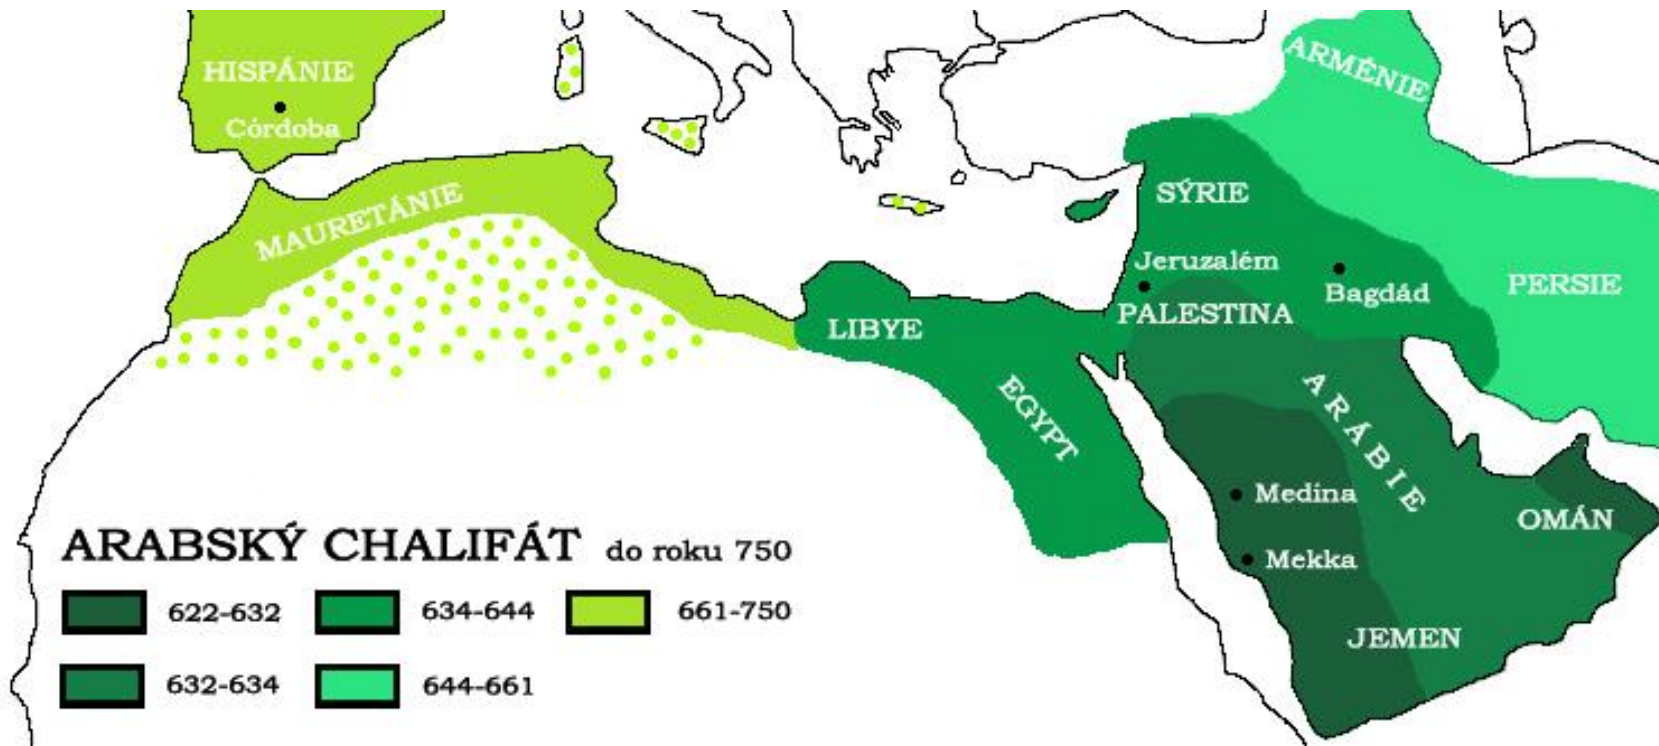 HISPÁNIE
Córdoba
MAURETÁNIE
ARMÉNIE
SÝRIE
Jeruzalém
Bagdád
PERSIE
PALESTINA
LIBYE
EGYPT
ARÁBIE
Medina
OMÁN
Mekka
JEMEN
ARABSKÝ CHALIFÁT do roku 750
622-632 634-644 661-750
632-634 644-661